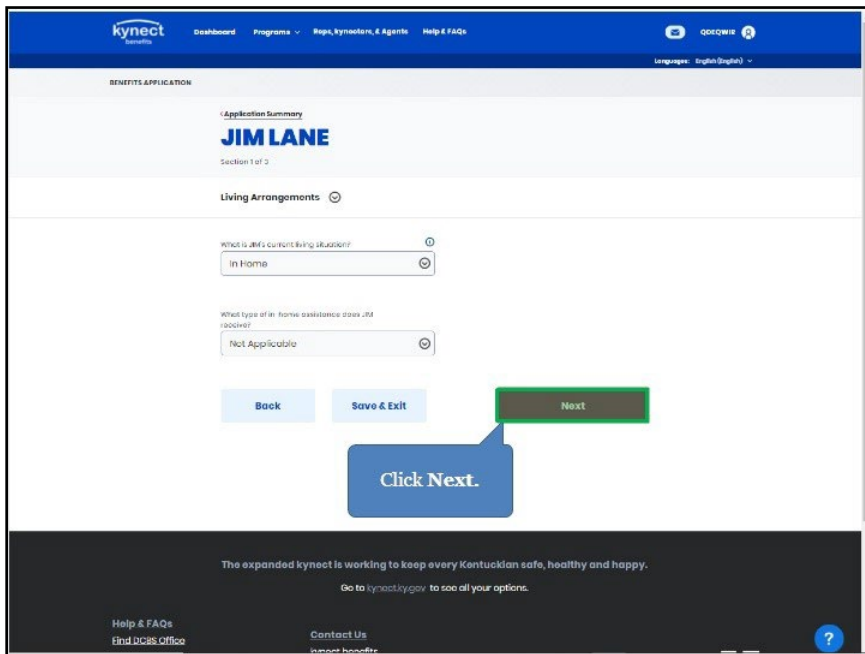 kynect
benefits
Dashboard Programs Reps, kynectors, & Agents Help & FAQs QDEQWIE
Languages: English (English)
BENEFITS APPLICATION
Application Summary
JIM LANE
Section 1 of 3
Living Arrangements
What is JIM's current living situation?
In Home
What type of in-home assistance does JIM
receive?
Not Applicable
Back Save & Exit Next
Click Next.
The expanded kynect is working to keep every Kentuckian safe, healthy and happy.
Go to kynect.ky.gov to see all your options.
Help & FAQs
Find DCBS Office
Contact Us
kynect benefits
?